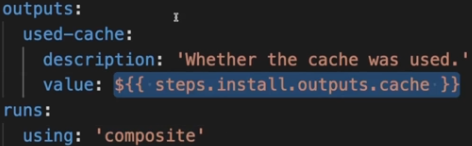 outputs:
used-cache:
description: 'Whether the cache was used.'
value: ${{ steps.install.outputs.cache }}
runs:
using: 'composite'